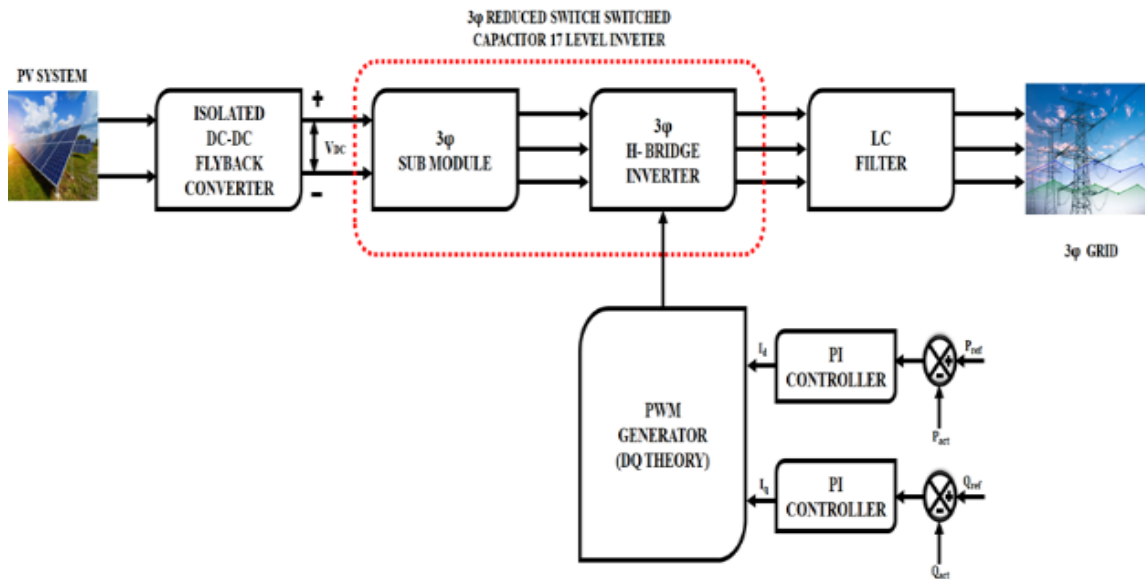 3φ REDUCED SWITCH SWITCHED
CAPACITOR 17 LEVEL INVETER
PV SYSTEM
ISOLATED
DC-DC
FLYBACK
CONVERTER
+
VDC
-
3φ
SUB MODULE
3φ
H- BRIDGE
INVERTER
LC
FILTER
3φ GRID
PWM
GENERATOR
(DQ THEORY)
Id
PI
CONTROLLER
+
-
Pref
Pact
Iq
PI
CONTROLLER
+
-
Qref
Qact